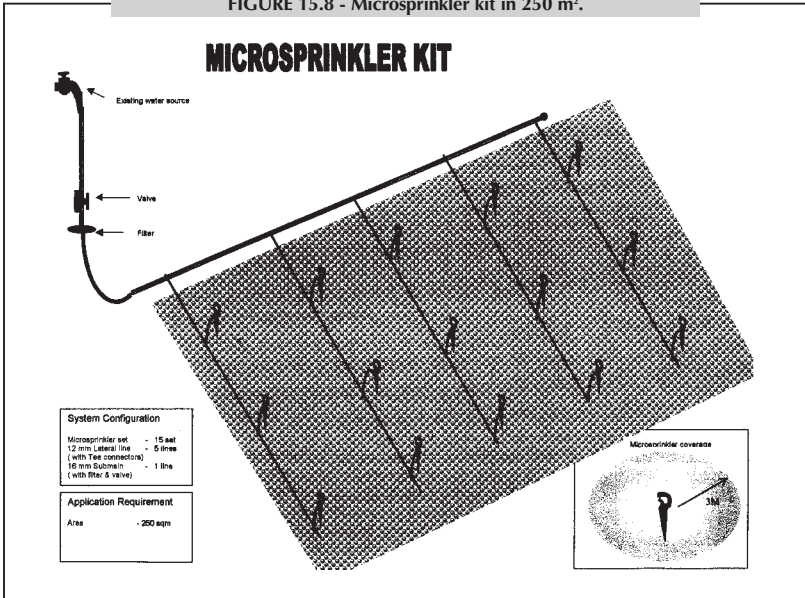 FIGURE 15.8 - Microsprinkler kit in 250 m².
MICROSPRINKLER KIT
Existing water source
Valve
Filter
System Configuration
Microsprinkler set - 15 set
12 mm Lateral line - 5 lines
( with Tee connectors)
16 mm Submain - 1 line
( with filter & valve)
Application Requirement
Area - 250 sqm
Microsprinkler coverage
3M